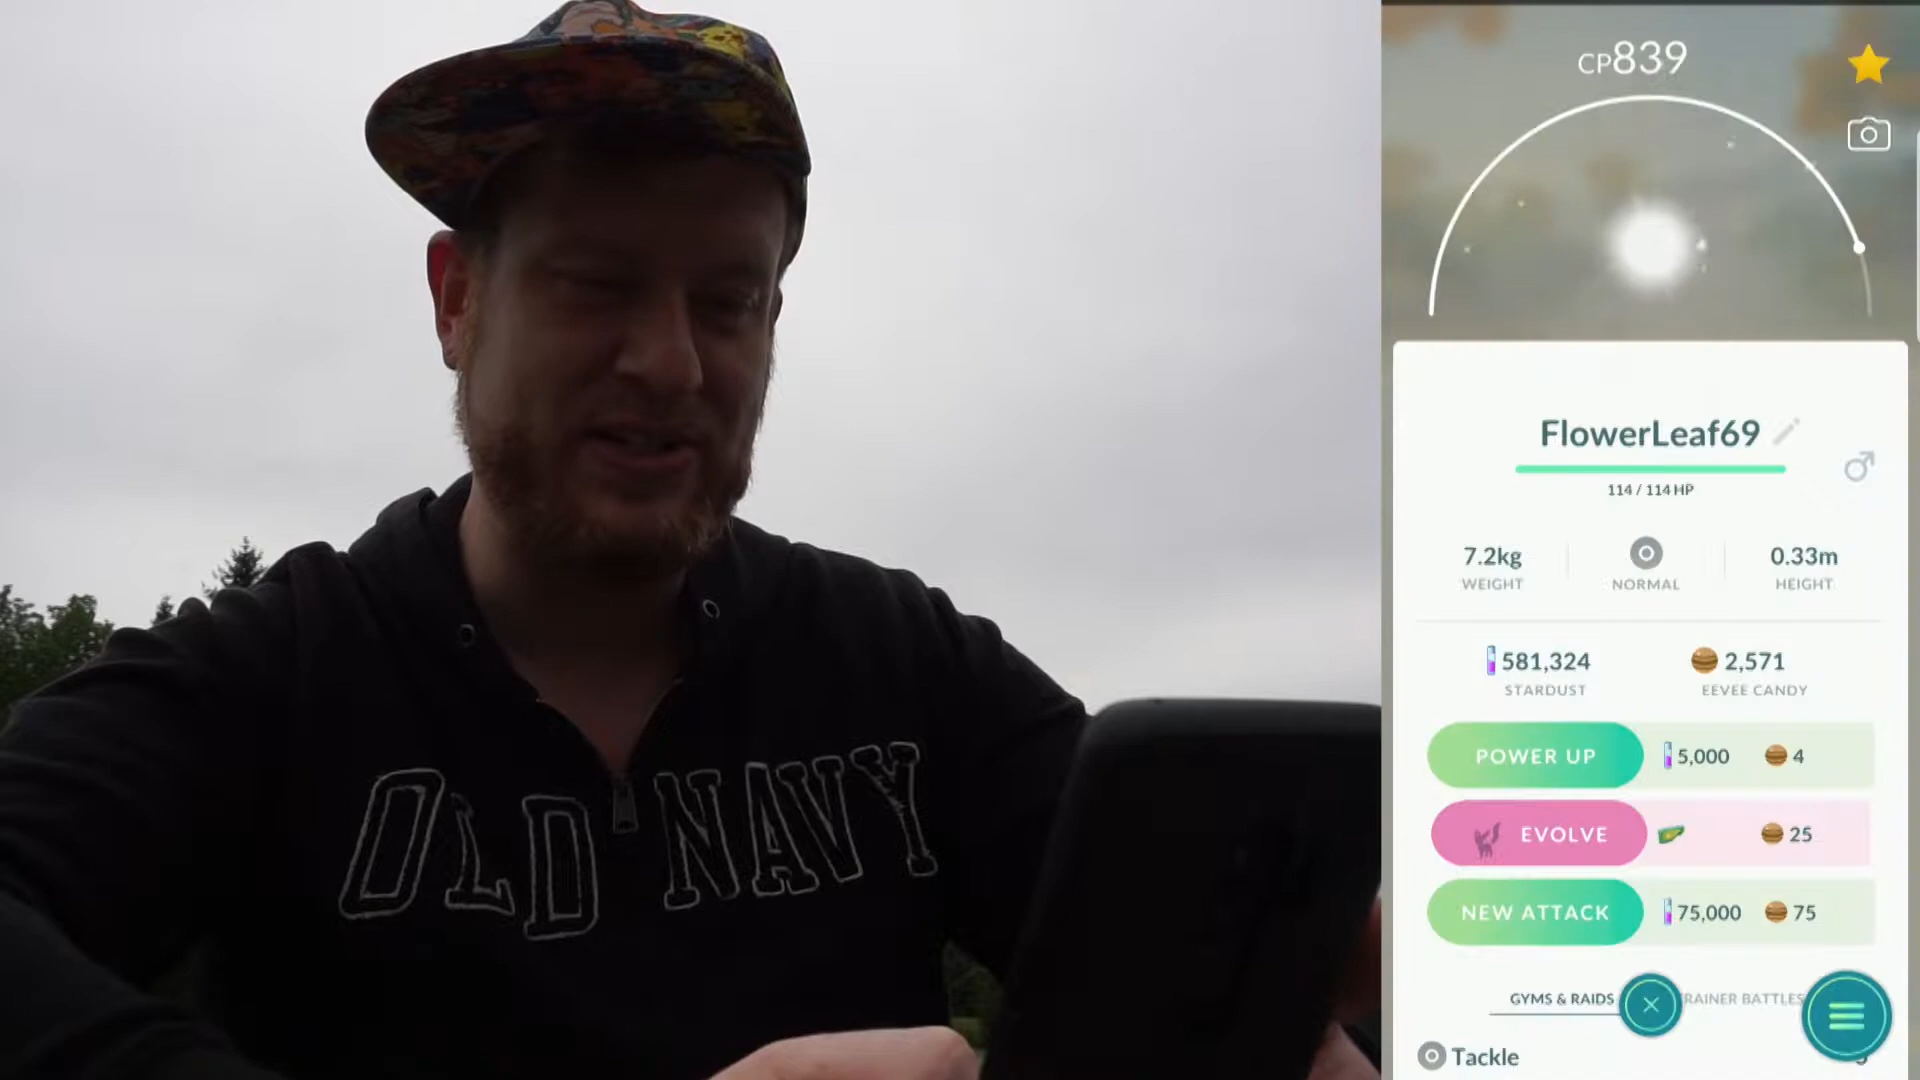 CP839
FlowerLeaf69
114 / 114 HP
7.2kg
WEIGHT
NORMAL
0.33m
HEIGHT
581,324
STARDUST
2,571
EEVEE CANDY
POWER UP 5,000 4
EVOLVE 25
NEW ATTACK 75,000 75
GYMS & RAIDS TRAINER BATTLES
Tackle
OLD NAVY